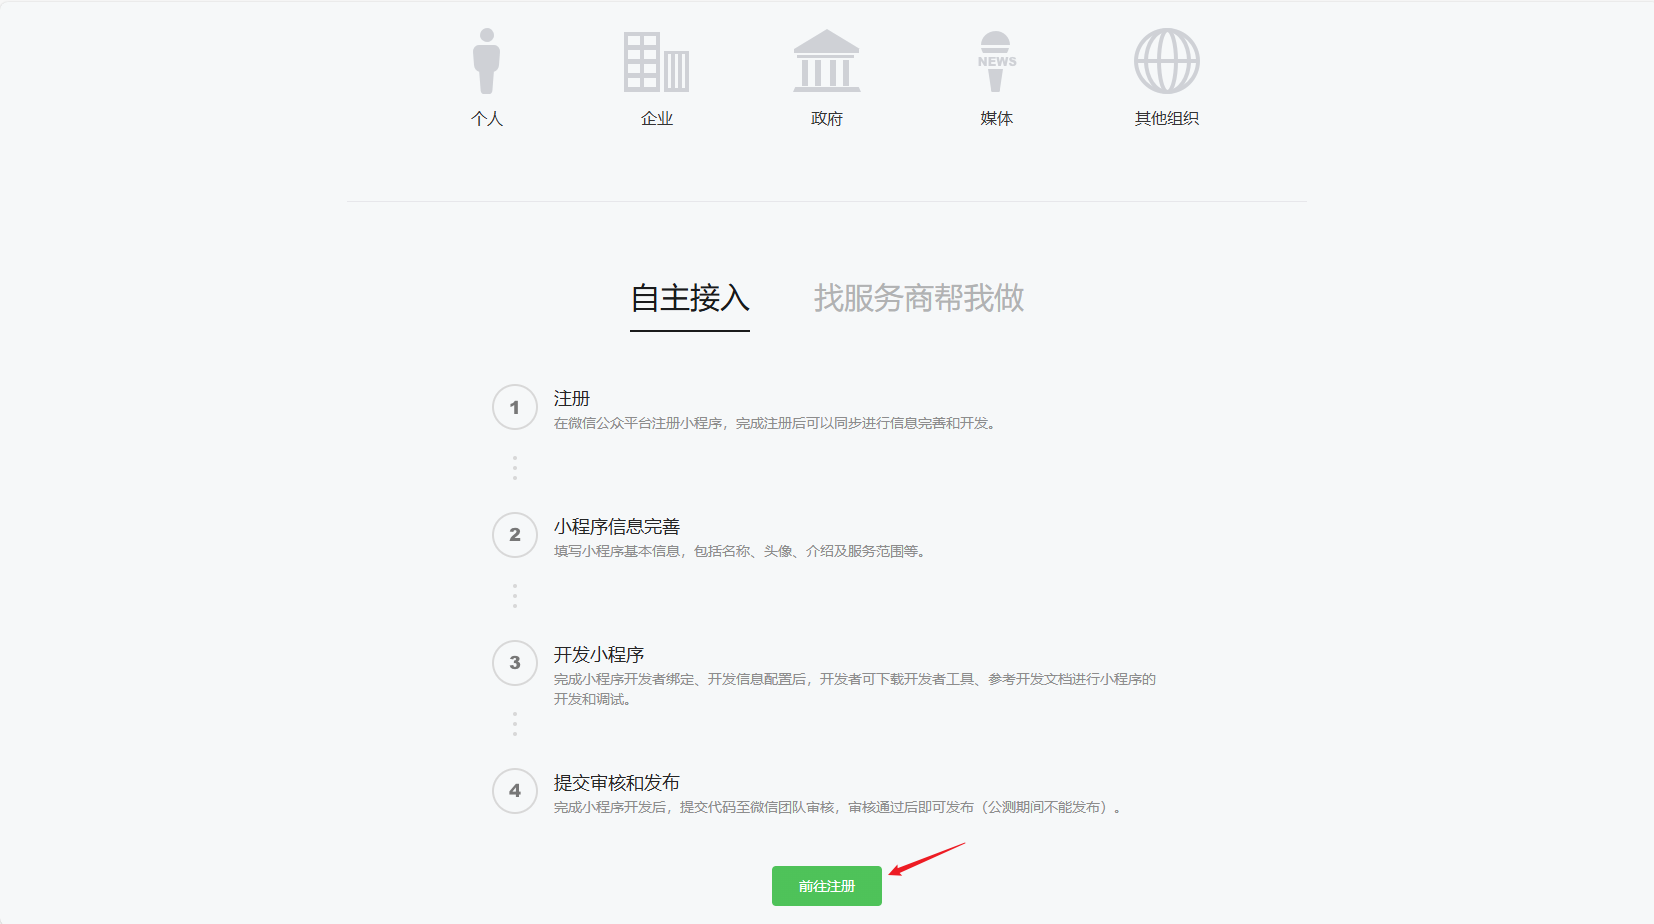 NEWS
个人
企业
政府
媒体
其他组织
自主接入
找服务商帮我做
1
注册
在微信公众平台注册小程序，完成注册后可以同步进行信息完善和开发。
2
小程序信息完善
填写小程序基本信息，包括名称、头像、介绍及服务范围等。
3
开发小程序
完成小程序开发者绑定、开发信息配置后，开发者可下载开发者工具、参考开发文档进行小程序的
开发和调试。
4
提交审核和发布
完成小程序开发后，提交代码至微信团队审核，审核通过后即可发布（公测期间不能发布）。
前往注册